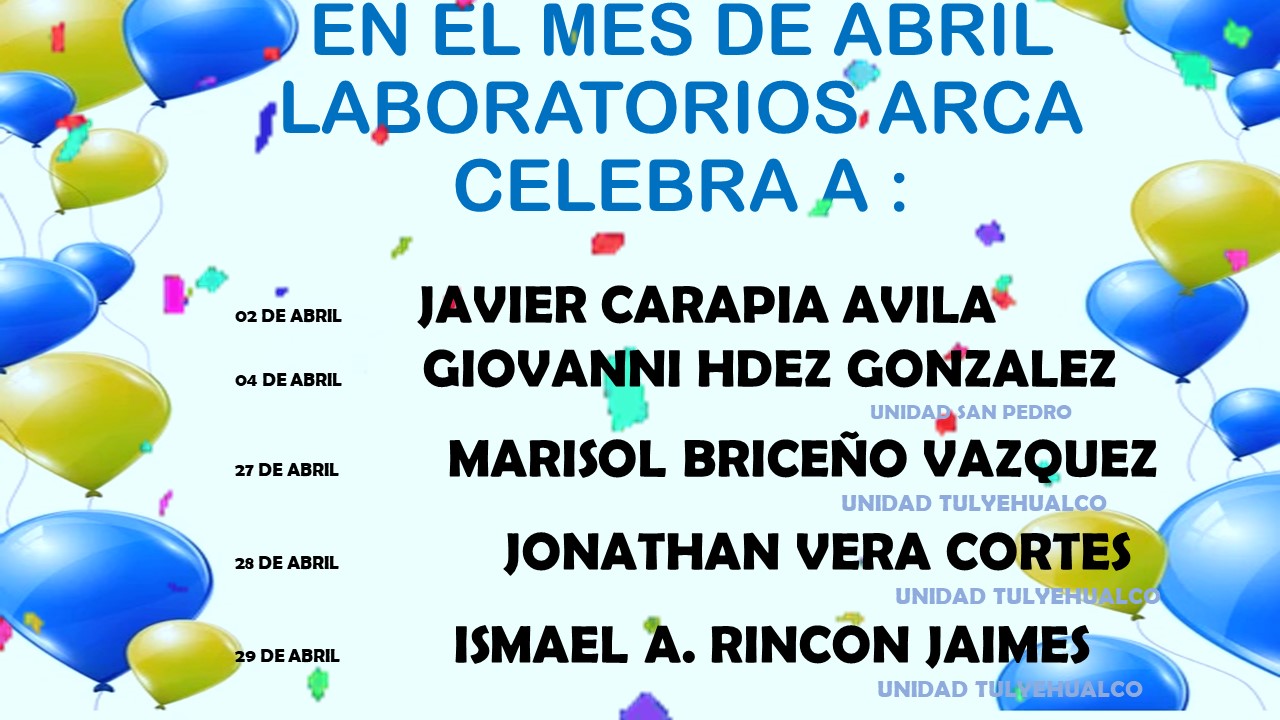 EN EL MES DE ABRIL
LABORATORIOS ARCA
CELEBRA A :
02 DE ABRIL JAVIER CARAPIA AVILA
04 DE ABRIL GIOVANNI HDEZ GONZALEZ
UNIDAD SAN PEDRO
27 DE ABRIL MARISOL BRICEÑO VAZQUEZ
UNIDAD TULYEHUALCO
28 DE ABRIL JONATHAN VERA CORTES
UNIDAD TULYEHUALCO
29 DE ABRIL ISMAEL A. RINCON JAIMES
UNIDAD TULYEHUALCO